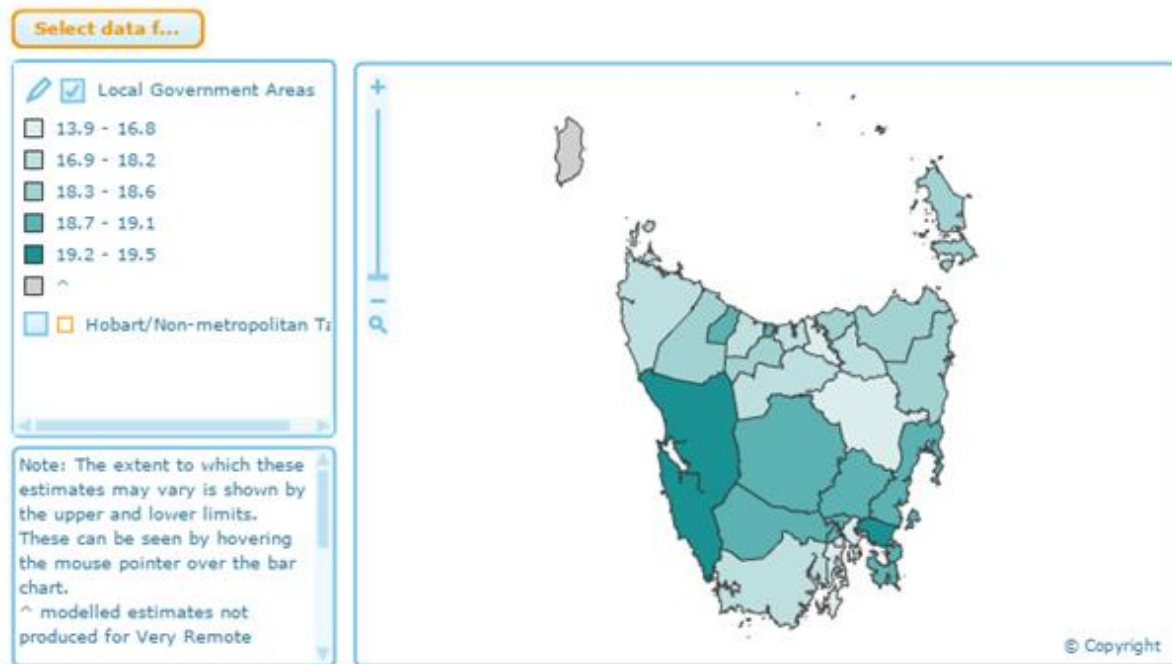 Select data f...
Local Government Areas
13.9 - 16.8
16.9 - 18.2
18.3 - 18.6
18.7 - 19.1
19.2 - 19.5
^
Hobart/Non-metropolitan Ta
Note: The extent to which these
estimates may vary is shown by
the upper and lower limits.
These can be seen by hovering
the mouse pointer over the bar
chart.
^ modelled estimates not
produced for Very Remote
© Copyright